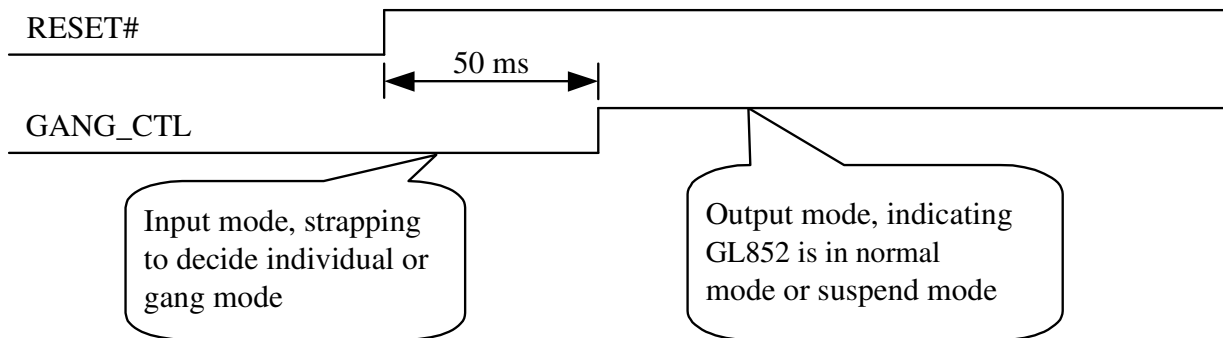 RESET#
50 ms
GANG_CTL
Input mode, strapping
to decide individual or
gang mode
Output mode, indicating
GL852 is in normal
mode or suspend mode